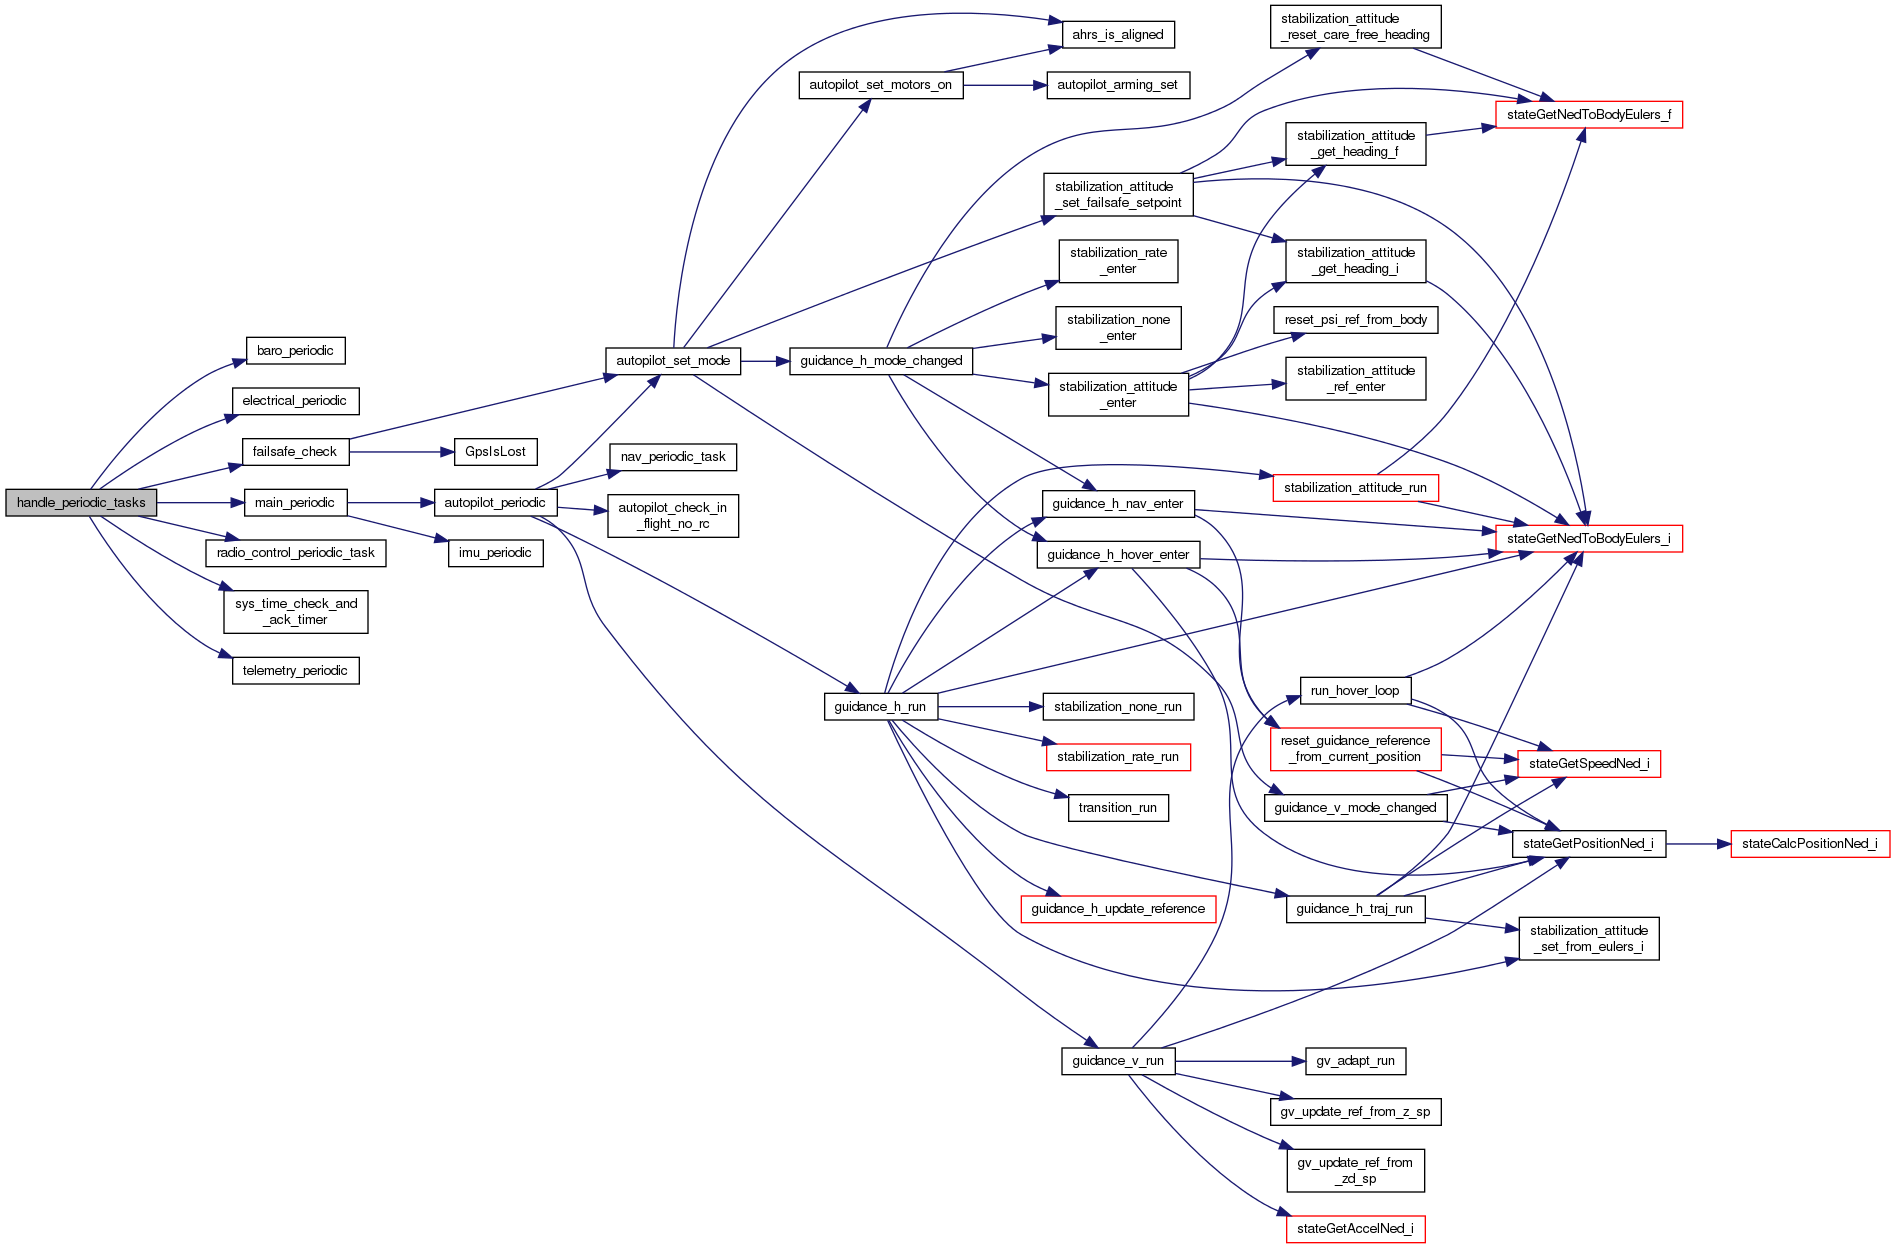 handle_periodic_tasks
baro_periodic
electrical_periodic
failsafe_check
main_periodic
radio_control_periodic_task
sys_time_check_and
_ack_timer
telemetry_periodic
GpsIsLost
autopilot_periodic
imu_periodic
autopilot_set_mode
nav_periodic_task
autopilot_check_in
_flight_no_rc
autopilot_set_motors_on
guidance_h_mode_changed
guidance_h_run
ahrs_is_aligned
autopilot_arming_set
stabilization_attitude
_set_failsafe_setpoint
stabilization_rate
_enter
stabilization_none
_enter
stabilization_attitude
_enter
guidance_h_nav_enter
guidance_h_hover_enter
stabilization_none_run
stabilization_rate_run
transition_run
guidance_h_update_reference
guidance_v_run
stabilization_attitude
_reset_care_free_heading
stabilization_attitude
_get_heading_f
stabilization_attitude
_get_heading_i
reset_psi_ref_from_body
stabilization_attitude
_ref_enter
stabilization_attitude_run
run_hover_loop
reset_guidance_reference
_from_current_position
guidance_v_mode_changed
guidance_h_traj_run
gv_adapt_run
gv_update_ref_from_z_sp
gv_update_ref_from
_zd_sp
stateGetAccelNed_i
stateGetNedToBodyEulers_f
stateGetNedToBodyEulers_i
stateGetSpeedNed_i
stateGetPositionNed_i
stabilization_attitude
_set_from_eulers_i
stateCalcPositionNed_i